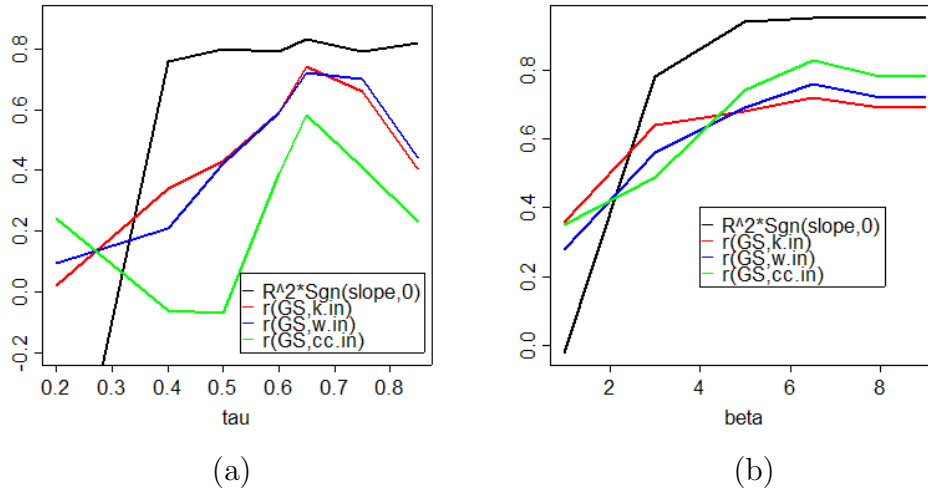 0.8
0.6
0.4
0.2
0.0
-0.2
R^2*Sgn(slope,0)
r(GS,k.in)
r(GS,w.in)
r(GS,cc.in)
0.2 0.3 0.4 0.5 0.6 0.7 0.8
tau
(a)
0.8
0.6
0.4
0.2
0.0
R^2*Sgn(slope,0)
r(GS,k.in)
r(GS,w.in)
r(GS,cc.in)
2 4 6 8
beta
(b)